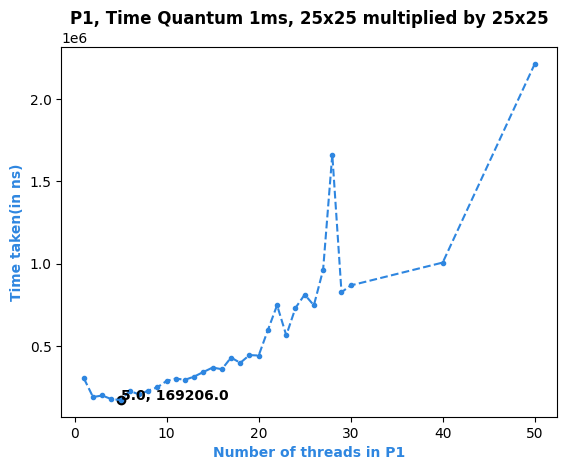 P1, Time Quantum 1ms, 25x25 multiplied by 25x25
1e6
2.0
1.5
1.0
0.5
Time taken(in ns)
5.0, 169206.0
0 10 20 30 40 50
Number of threads in P1